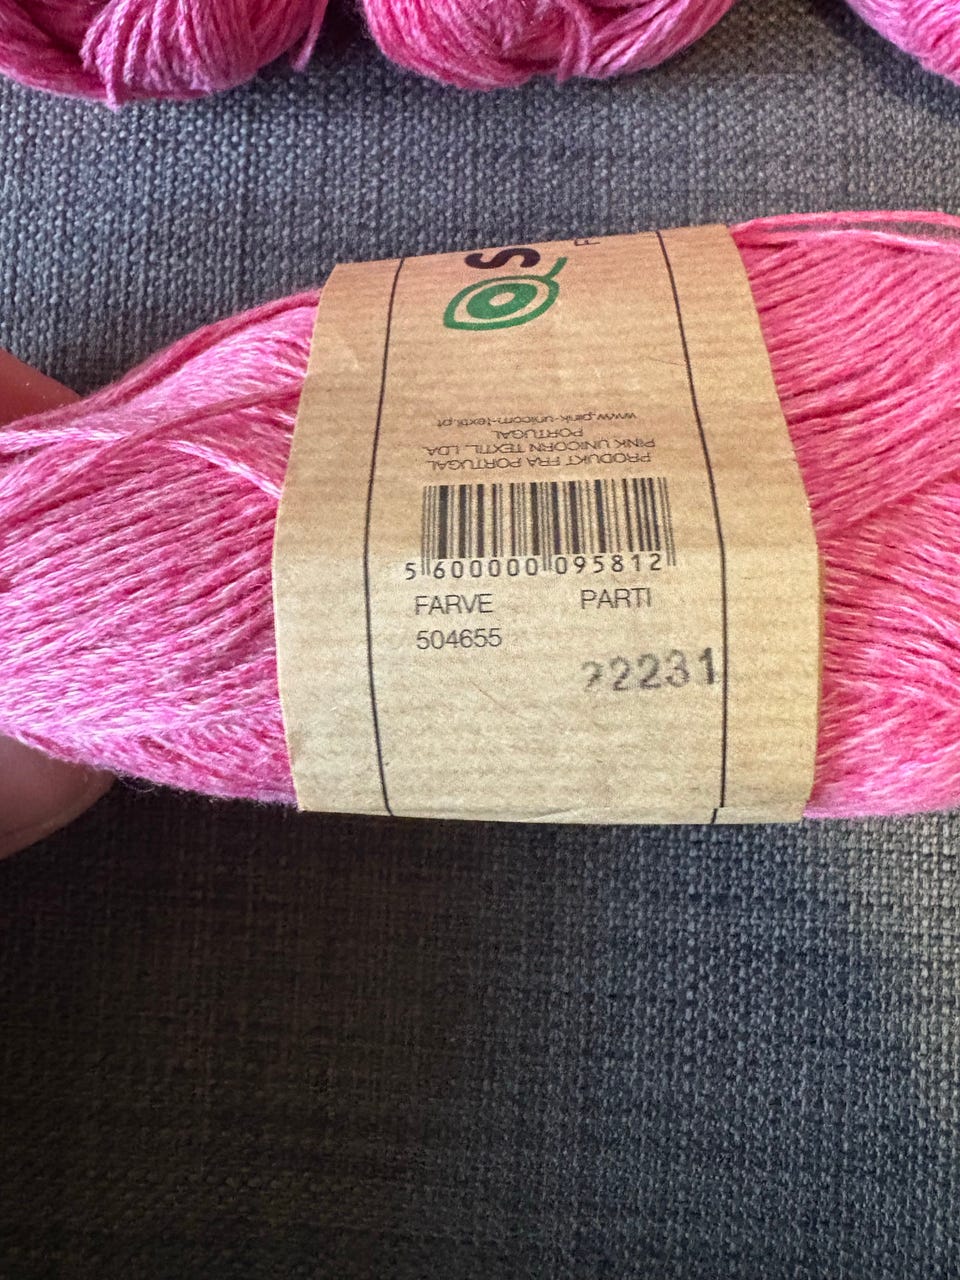 S
PRODUKT FRA PORTUGAL
PINK UNICORN TEXTIL, LDA.
PORTUGAL
www.pink-unicorn-textil.pt
5 600000 095812
FARVE PARTI
504655
22231